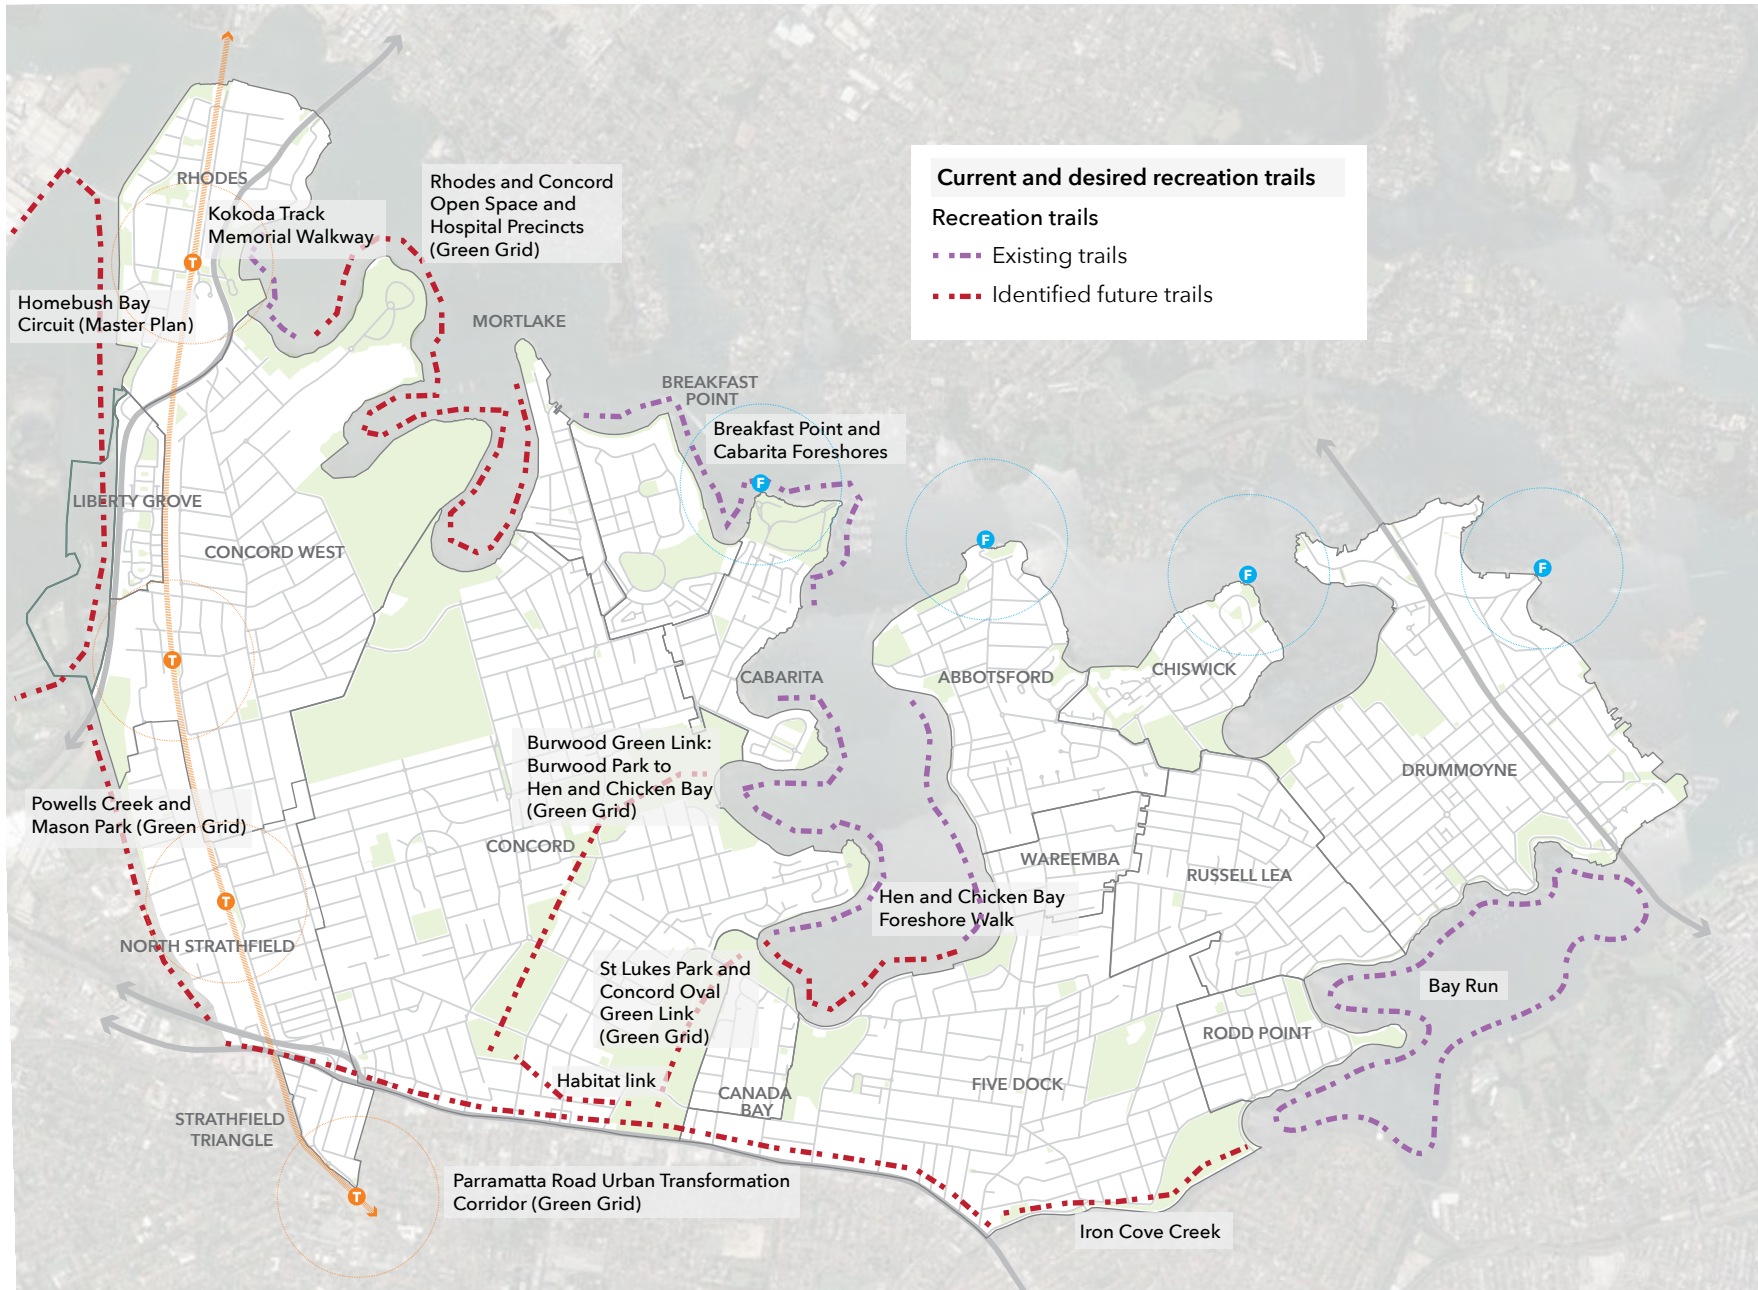 Current and desired recreation trails
Recreation trails
Existing trails
Identified future trails
RHODES
Kokoda Track
Memorial Walkway
Rhodes and Concord
Open Space and
Hospital Precincts
(Green Grid)
T
Homebush Bay
Circuit (Master Plan)
MORTLAKE
BREAKFAST
POINT
Breakfast Point and
Cabarita Foreshores
F
F
F
F
LIBERTY GROVE
CONCORD WEST
T
CABARITA
ABBOTSFORD
CHISWICK
DRUMMOYNE
Burwood Green Link:
Burwood Park to
Hen and Chicken Bay
(Green Grid)
Powells Creek and
Mason Park (Green Grid)
CONCORD
WAREEMBA
RUSSELL LEA
T
Hen and Chicken Bay
Foreshore Walk
NORTH STRATHFIELD
St Lukes Park and
Concord Oval
Green Link
(Green Grid)
Bay Run
RODD POINT
Habitat link
CANADA
BAY
FIVE DOCK
STRATHFIELD
TRIANGLE
T
Parramatta Road Urban Transformation
Corridor (Green Grid)
Iron Cove Creek